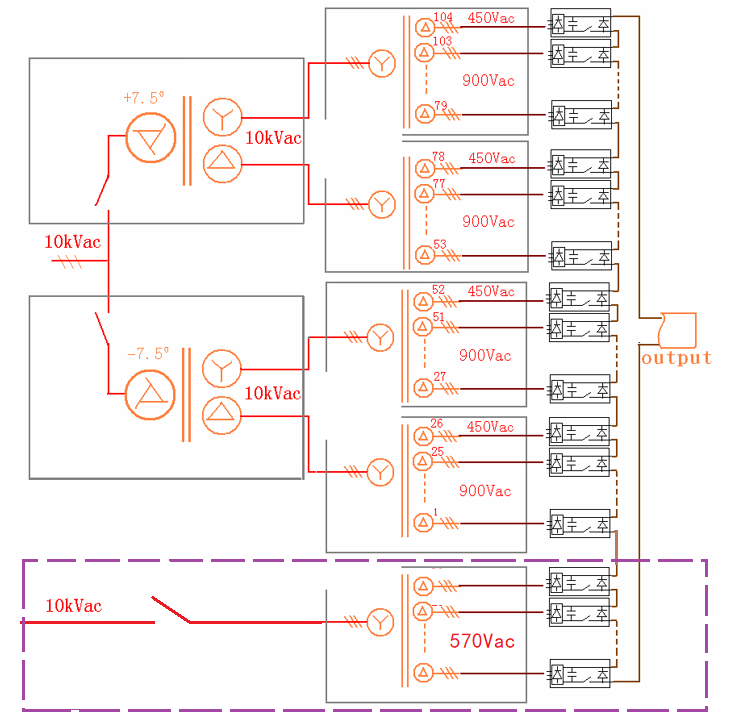 104 450Vac
103
900Vac
79
+7.5°
10kVac
78 450Vac
77
900Vac
53
10kVac
52 450Vac
51
900Vac
27
-7.5°
10kVac
output
26 450Vac
25
900Vac
1
10kVac
570Vac